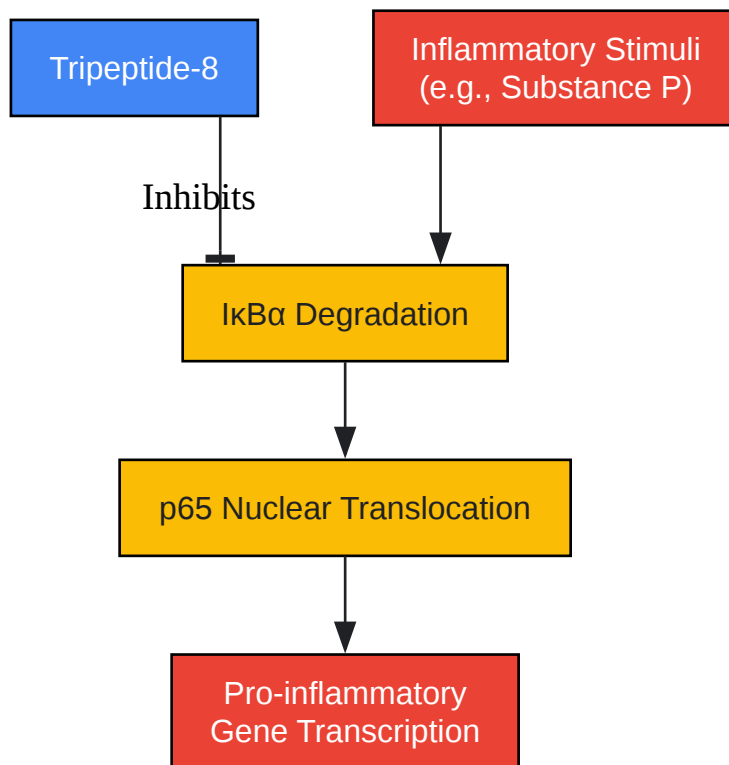 Tripeptide-8
Inflammatory Stimuli
(e.g., Substance P)
Inhibits
IκBα Degradation
p65 Nuclear Translocation
Pro-inflammatory
Gene Transcription